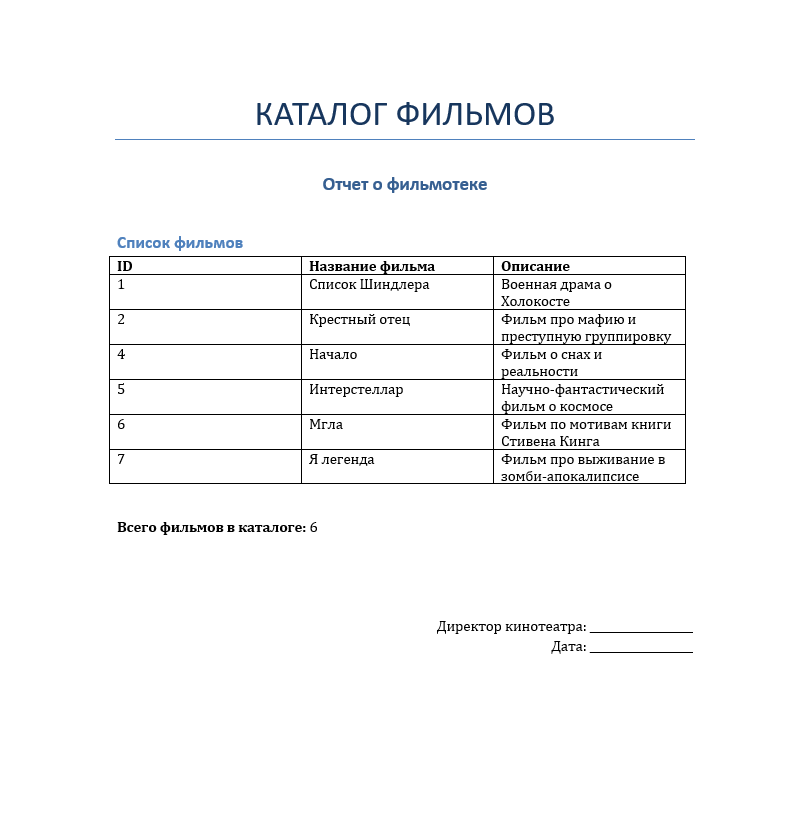 КАТАЛОГ ФИЛЬМОВ
Отчет о фильмотеке
Список фильмов
ID Название фильма Описание
1 Список Шиндлера Военная драма о
Холокосте
2 Крестный отец Фильм про мафию и
преступную группировку
4 Начало Фильм о снах и
реальности
5 Интерстеллар Научно-фантастический
фильм о космосе
6 Мгла Фильм по мотивам книги
Стивена Кинга
7 Я легенда Фильм про выживание в
зомби-апокалипсисе
Всего фильмов в каталоге: 6
Директор кинотеатра: _______________
Дата: _______________